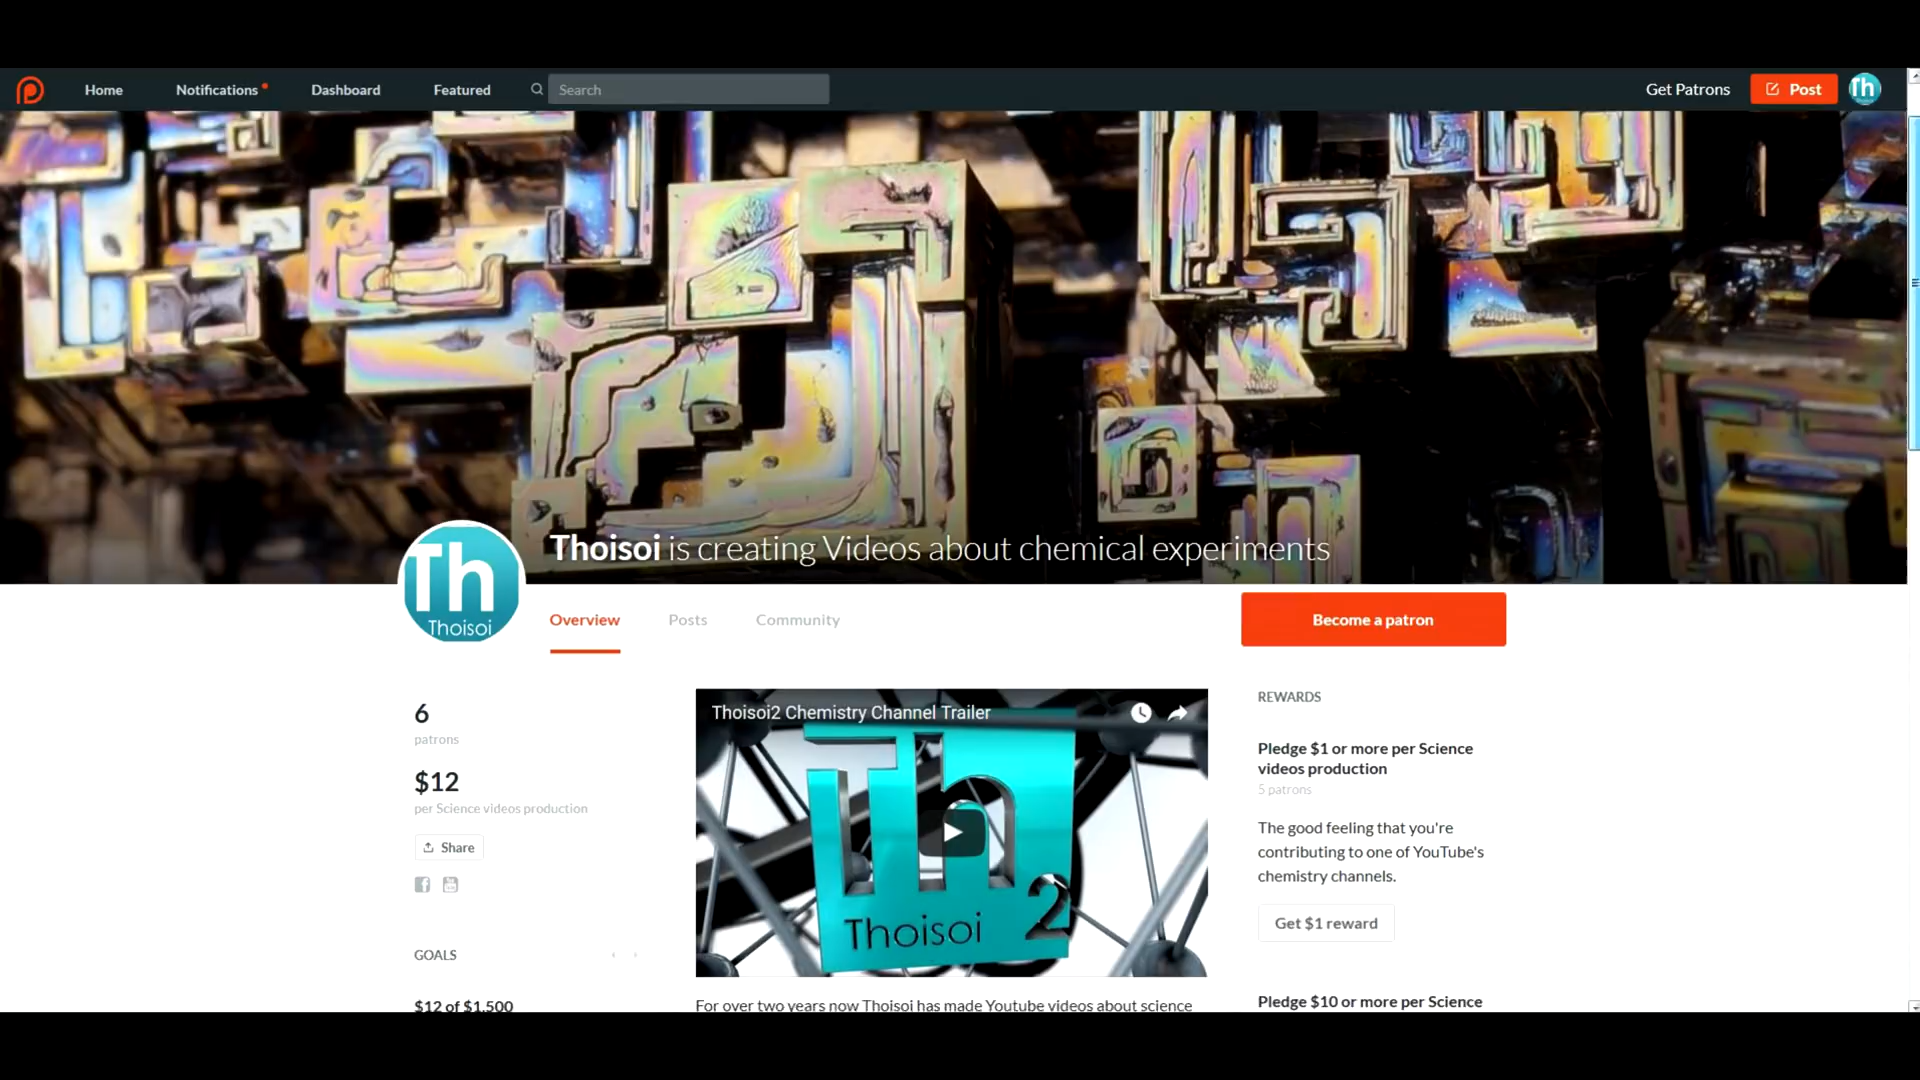 Home Notifications Dashboard Featured Search Get Patrons Post Th
Thoisoi is creating Videos about chemical experiments
Th
Thoisoi
Overview Posts Community Become a patron
6
patrons
$12
per Science videos production
Share
GOALS
$12 of $1,500
Thoisoi2 Chemistry Channel Trailer
Th
Thoisoi 2
For over two years now Thoisoi has made Youtube videos about science
REWARDS
Pledge $1 or more per Science
videos production
5 patrons
The good feeling that you're
contributing to one of YouTube's
chemistry channels.
Get $1 reward
Pledge $10 or more per Science